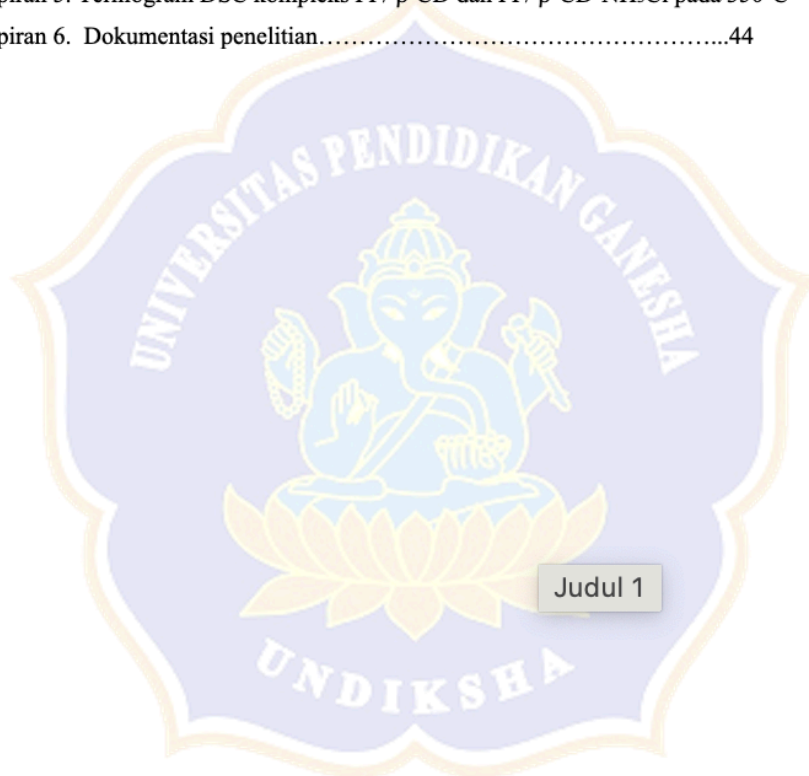 piran 6.  Dokumentasi penelitian…………………………………………...44
UNIVERSITAS PENDIDIKAN GANESHA
Judul 1
UNDIKSHA